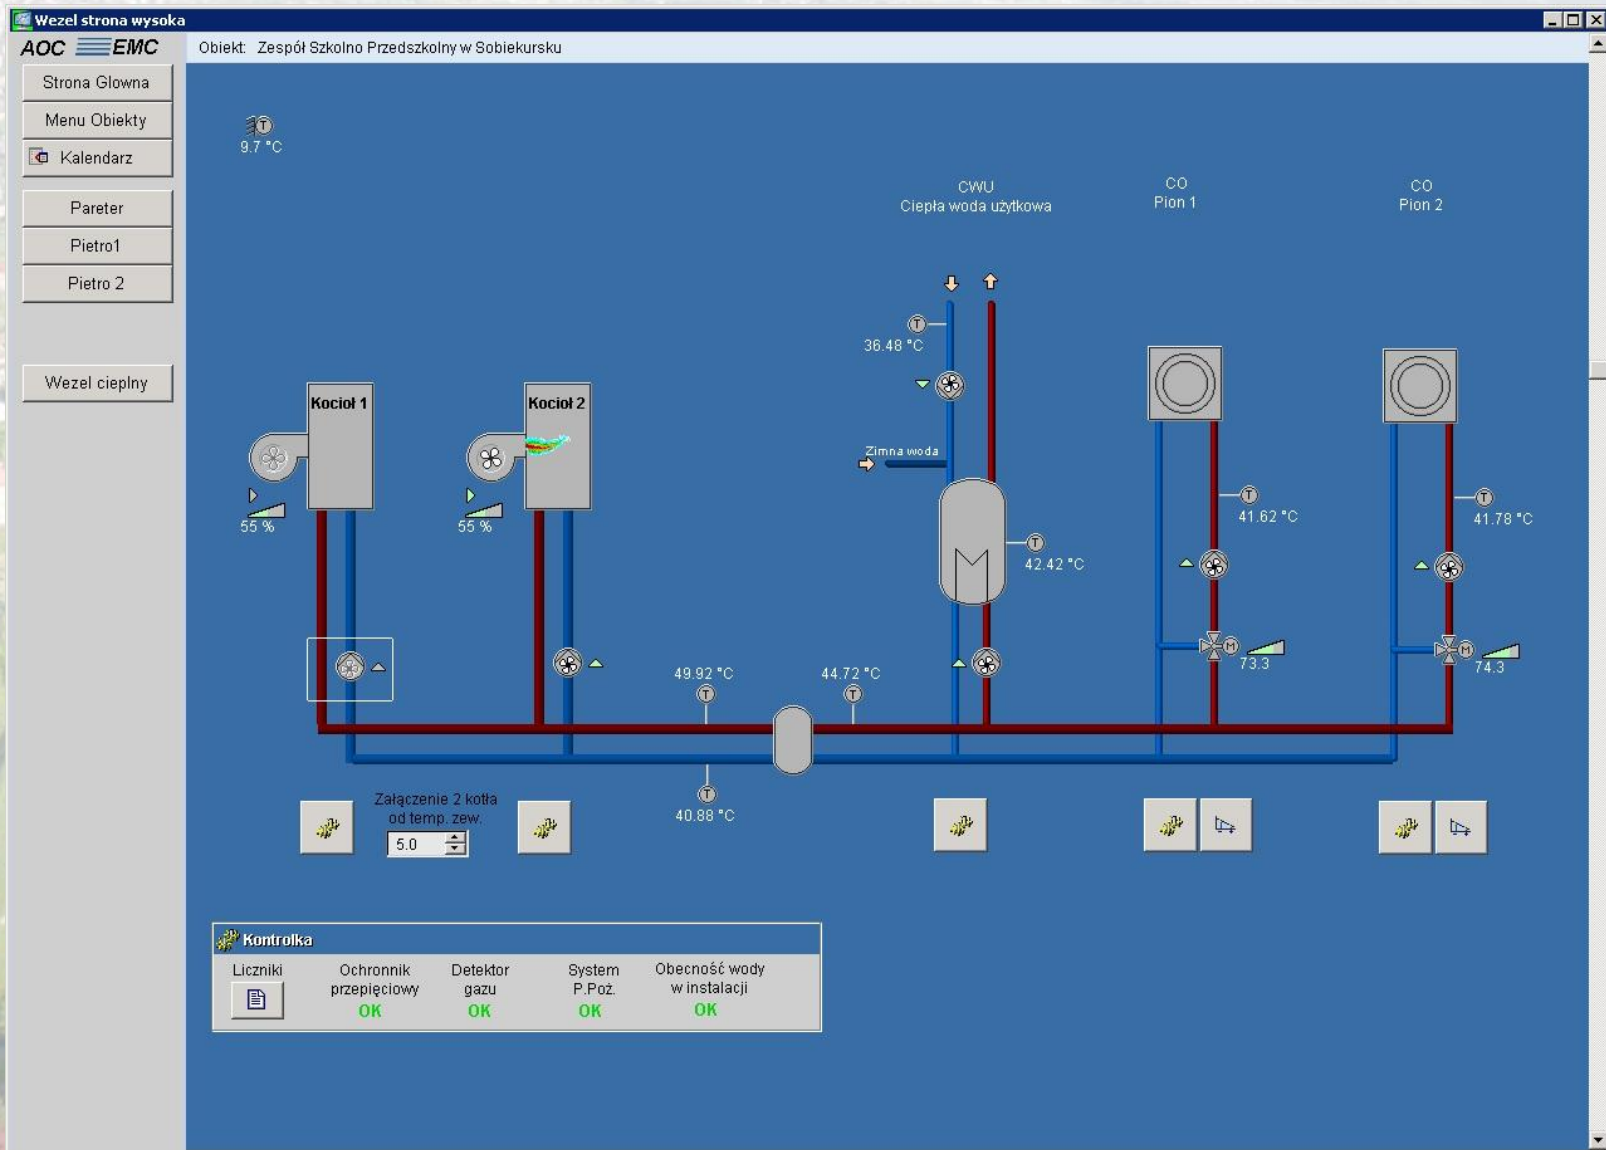 Wezel strona wysoka
AOC EMC
Obiekt: Zespół Szkolno Przedszkolny w Sobiekursku
Strona Glowna
Menu Obiekty
Kalendarz
Pareter
Pietro1
Pietro 2
Wezel cieplny
T
9.7 °C
CWU
Ciepła woda użytkowa
CO
Pion 1
CO
Pion 2
T
36.48 °C
Kocioł 1
Kocioł 2
Zimna woda
55 %
55 %
T
41.62 °C
T
41.78 °C
T
42.42 °C
M
73.3
M
74.3
49.92 °C
T
44.72 °C
T
T
40.88 °C
Załączenie 2 kotła
od temp. zew.
5.0
Kontrolka
Liczniki
Ochronnik
przepięciowy
OK
Detektor
gazu
OK
System
P.Poż.
OK
Obecność wody
w instalacji
OK